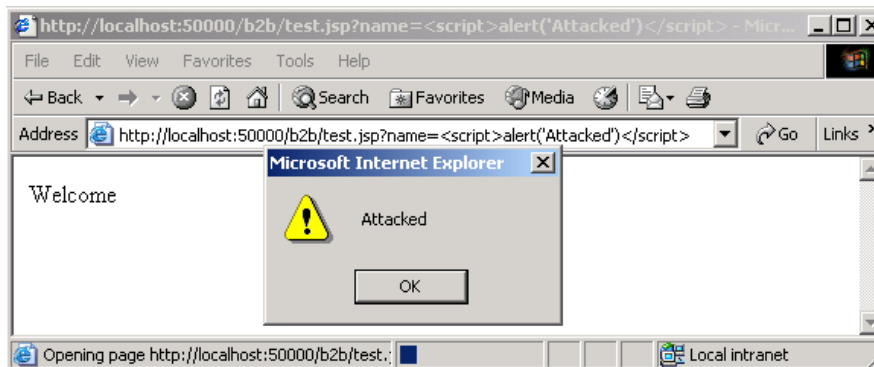 http://localhost:50000/b2b/test.jsp?name=<script>alert('Attacked')</script> - Micr...
File Edit View Favorites Tools Help
Back Search Favorites Media
Address http://localhost:50000/b2b/test.jsp?name=<script>alert('Attacked')</script> Go Links
Microsoft Internet Explorer
Welcome
Attacked
OK
Opening page http://localhost:50000/b2b/test.j Local intranet